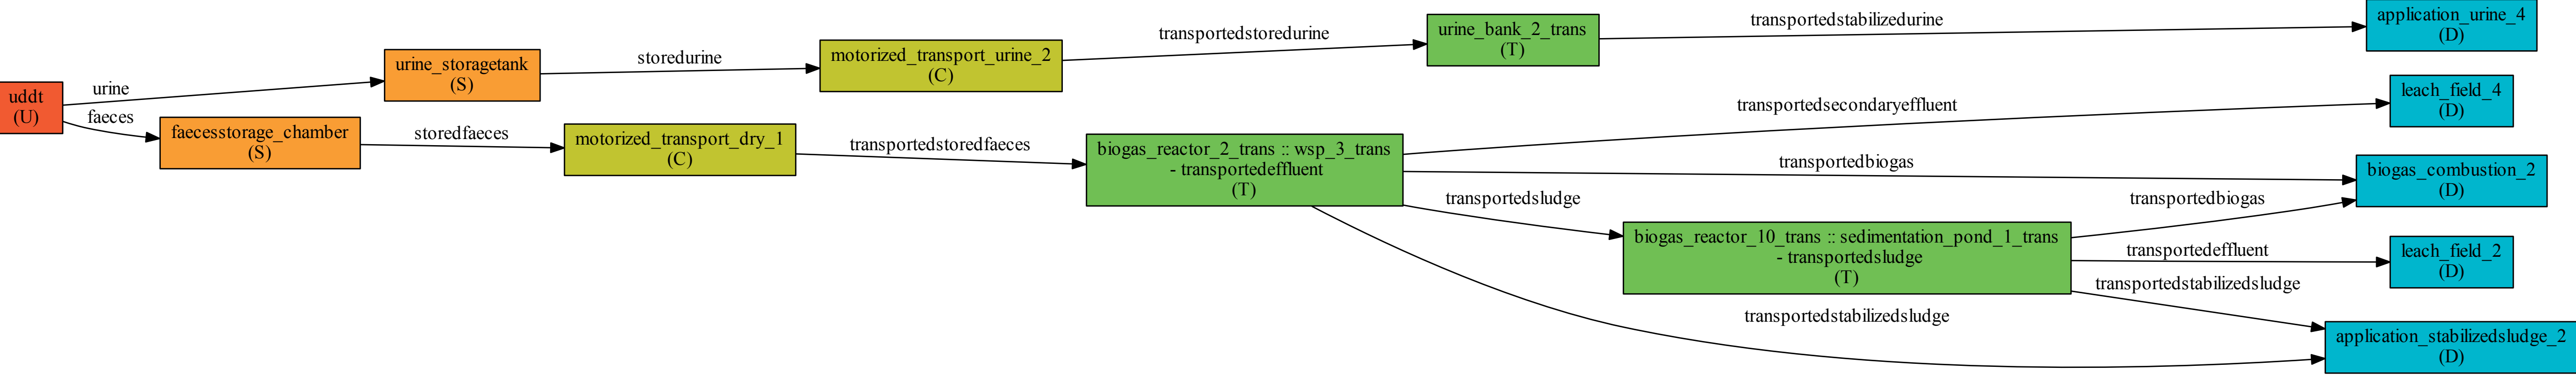 uddt
(U)
urine
faeces
urine_storagetank
(S)
faecesstorage_chamber
(S)
storedurine
storedfaeces
motorized_transport_urine_2
(C)
motorized_transport_dry_1
(C)
transportedstoredurine
transportedstoredfaeces
urine_bank_2_trans
(T)
biogas_reactor_2_trans :: wsp_3_trans
- transportedeffluent
(T)
transportedstabilizedurine
transportedsecondaryeffluent
transportedbiogas
transportedsludge
transportedstabilizedsludge
biogas_reactor_10_trans :: sedimentation_pond_1_trans
- transportedsludge
(T)
transportedbiogas
transportedeffluent
transportedstabilizedsludge
application_urine_4
(D)
leach_field_4
(D)
biogas_combustion_2
(D)
leach_field_2
(D)
application_stabilizedsludge_2
(D)